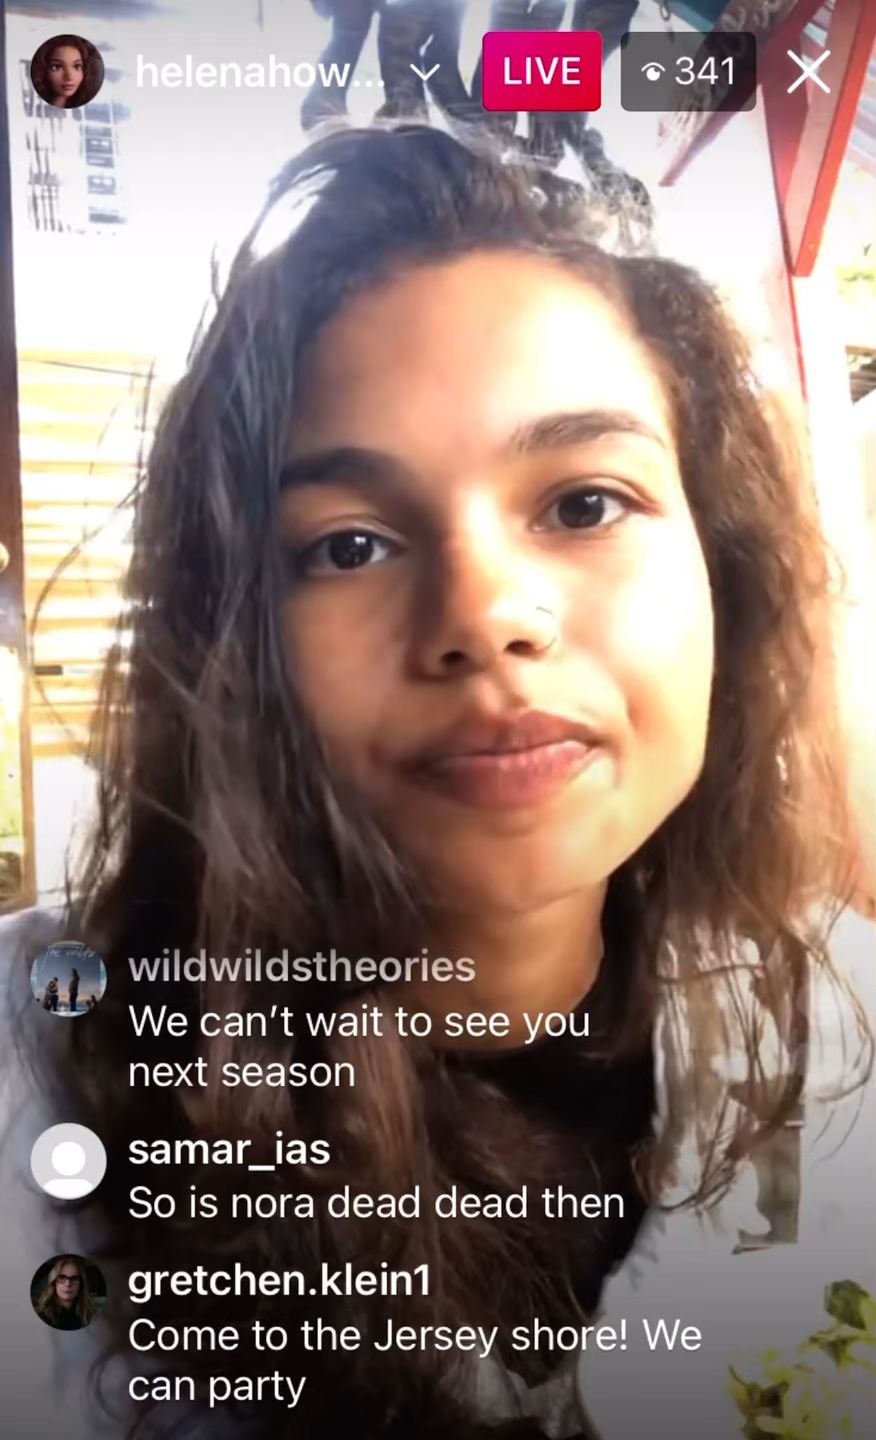 helenahow...
LIVE
341
wildwildstheories
We can't wait to see you
next season
samar_ias
So is nora dead dead then
gretchen.klein1
Come to the Jersey shore! We
can party